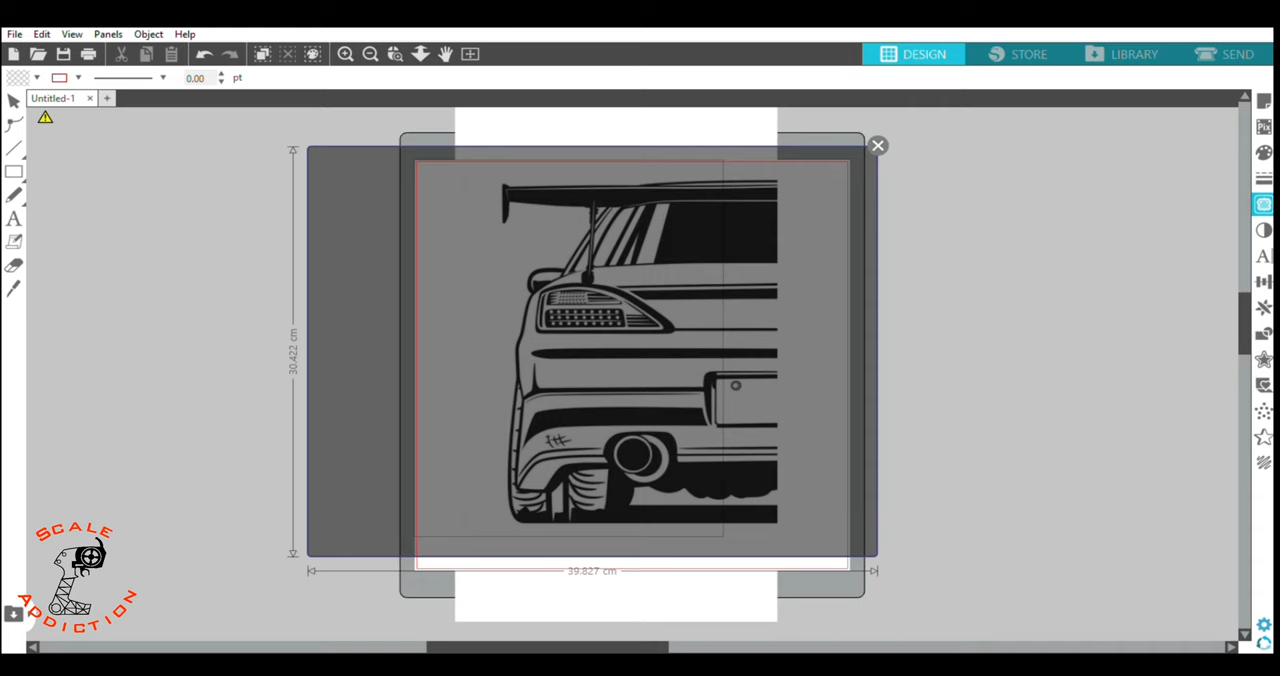 File Edit View Panels Object Help
DESIGN STORE LIBRARY SEND
0.00 pt
Untitled-1 × +
Pix
A A
30.422 cm
39.827 cm
SCALE
ADDICTION